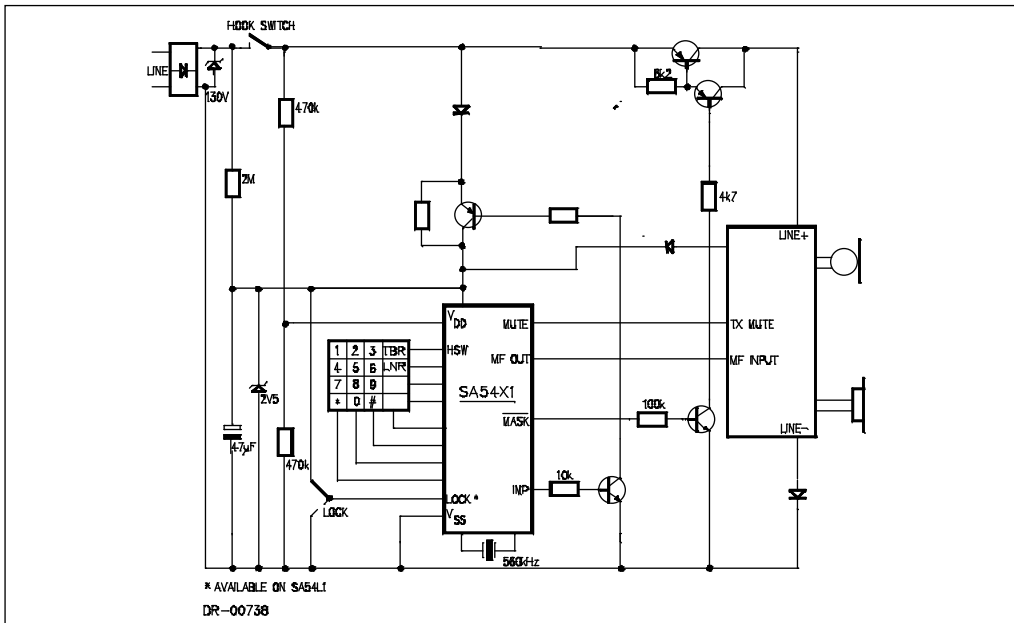 HOOK SWITCH
LINE
130V
470k
6k2
2M
4k7
LINE+
V DD
MUTE
TX MUTE
1 2 3 TBR
HSW
MF OUT
MF INPUT
4 5 6 LNR
7 8 9
SA54X1
* 0 #
2V5
MASK
100k
LINE-
47µF
470k
10k
IMP
LOCK *
LOCK
V SS
560kHz
* AVAILABLE ON SA54L1
DR-00738